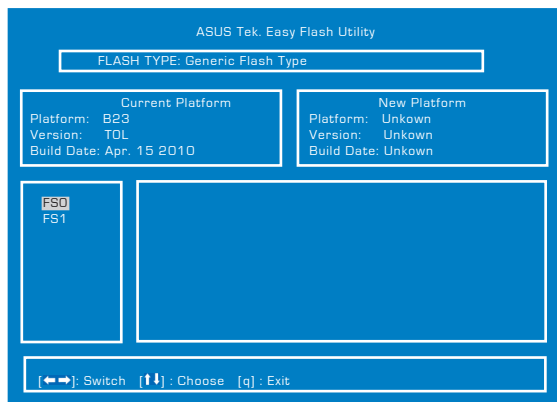 ASUS Tek. Easy Flash Utility
FLASH TYPE: Generic Flash Type
Current Platform
Platform: B23
Version: TOL
Build Date: Apr. 15 2010
New Platform
Platform: Unkown
Version: Unkown
Build Date: Unkown
FS0
FS1
[←→]: Switch [↑↓] : Choose [q] : Exit